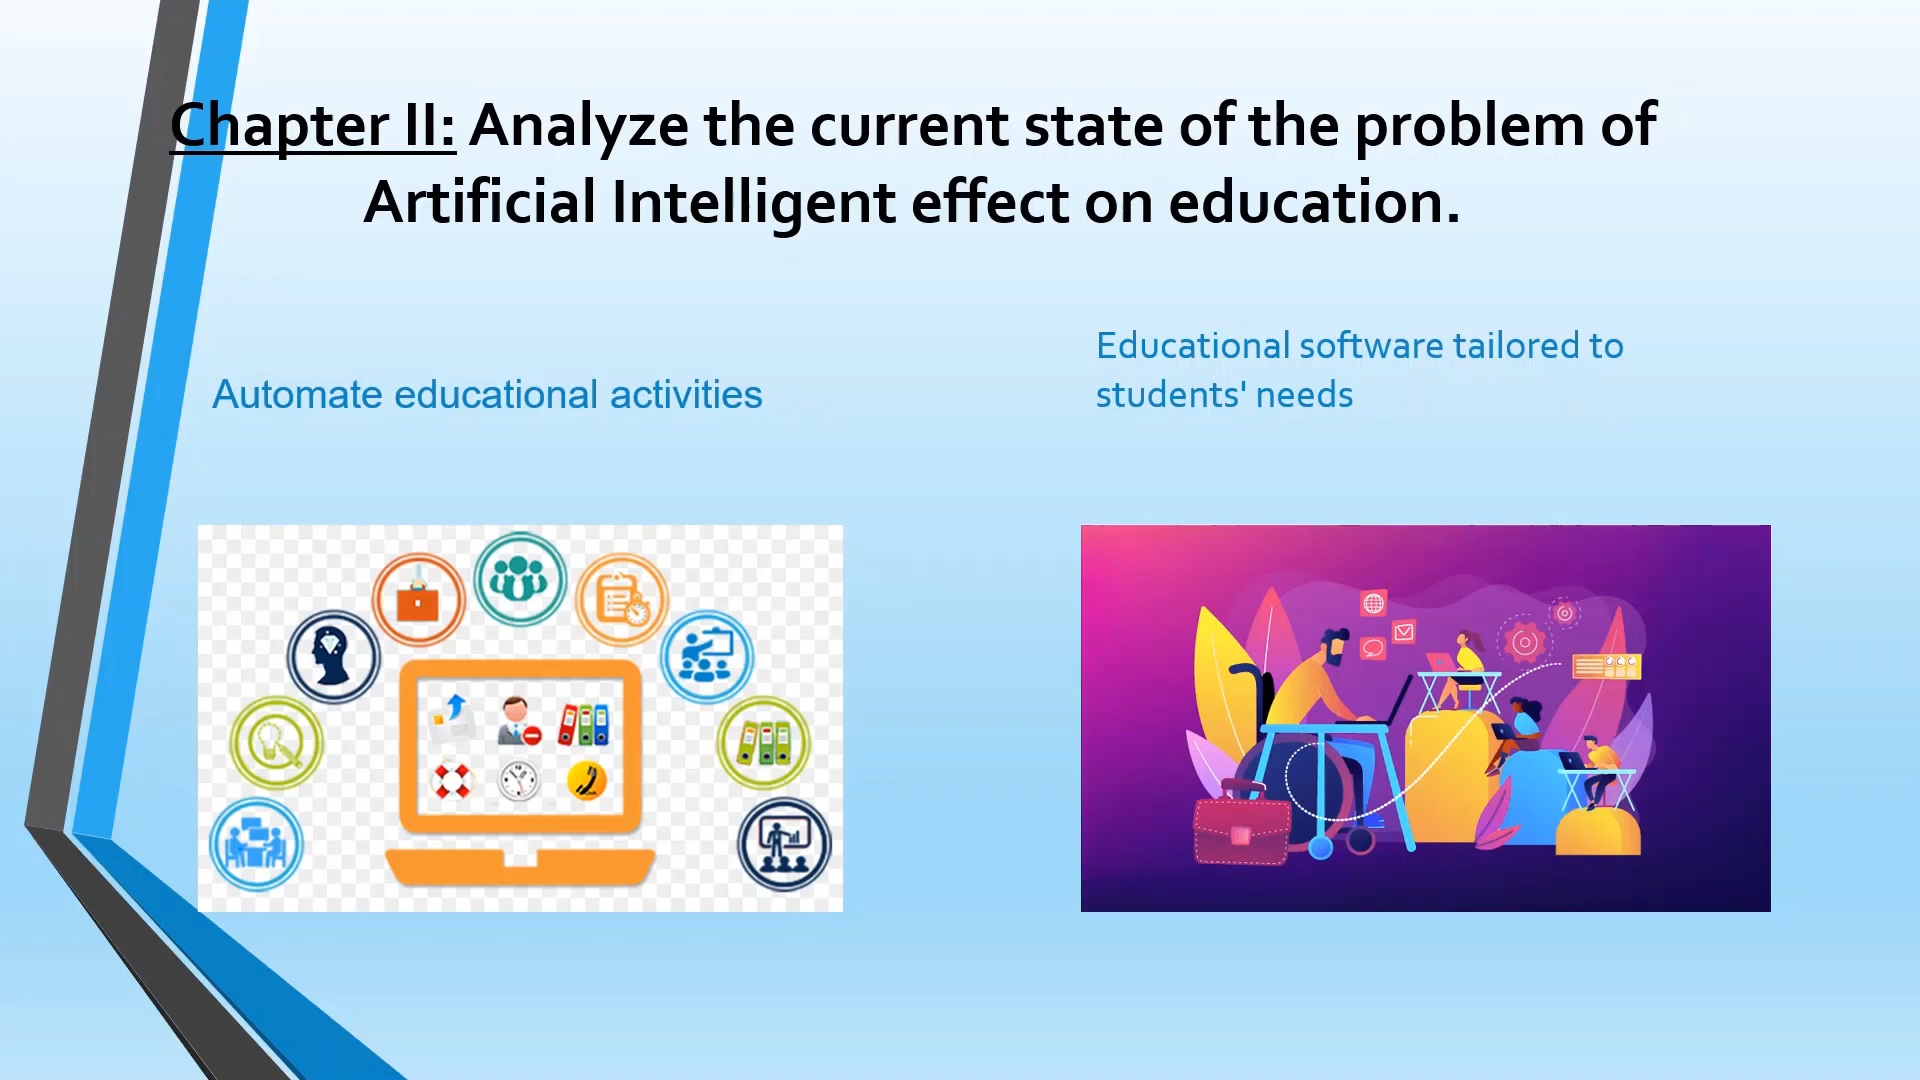 Chapter II: Analyze the current state of the problem of
Artificial Intelligent effect on education.
Automate educational activities
Educational software tailored to
students' needs